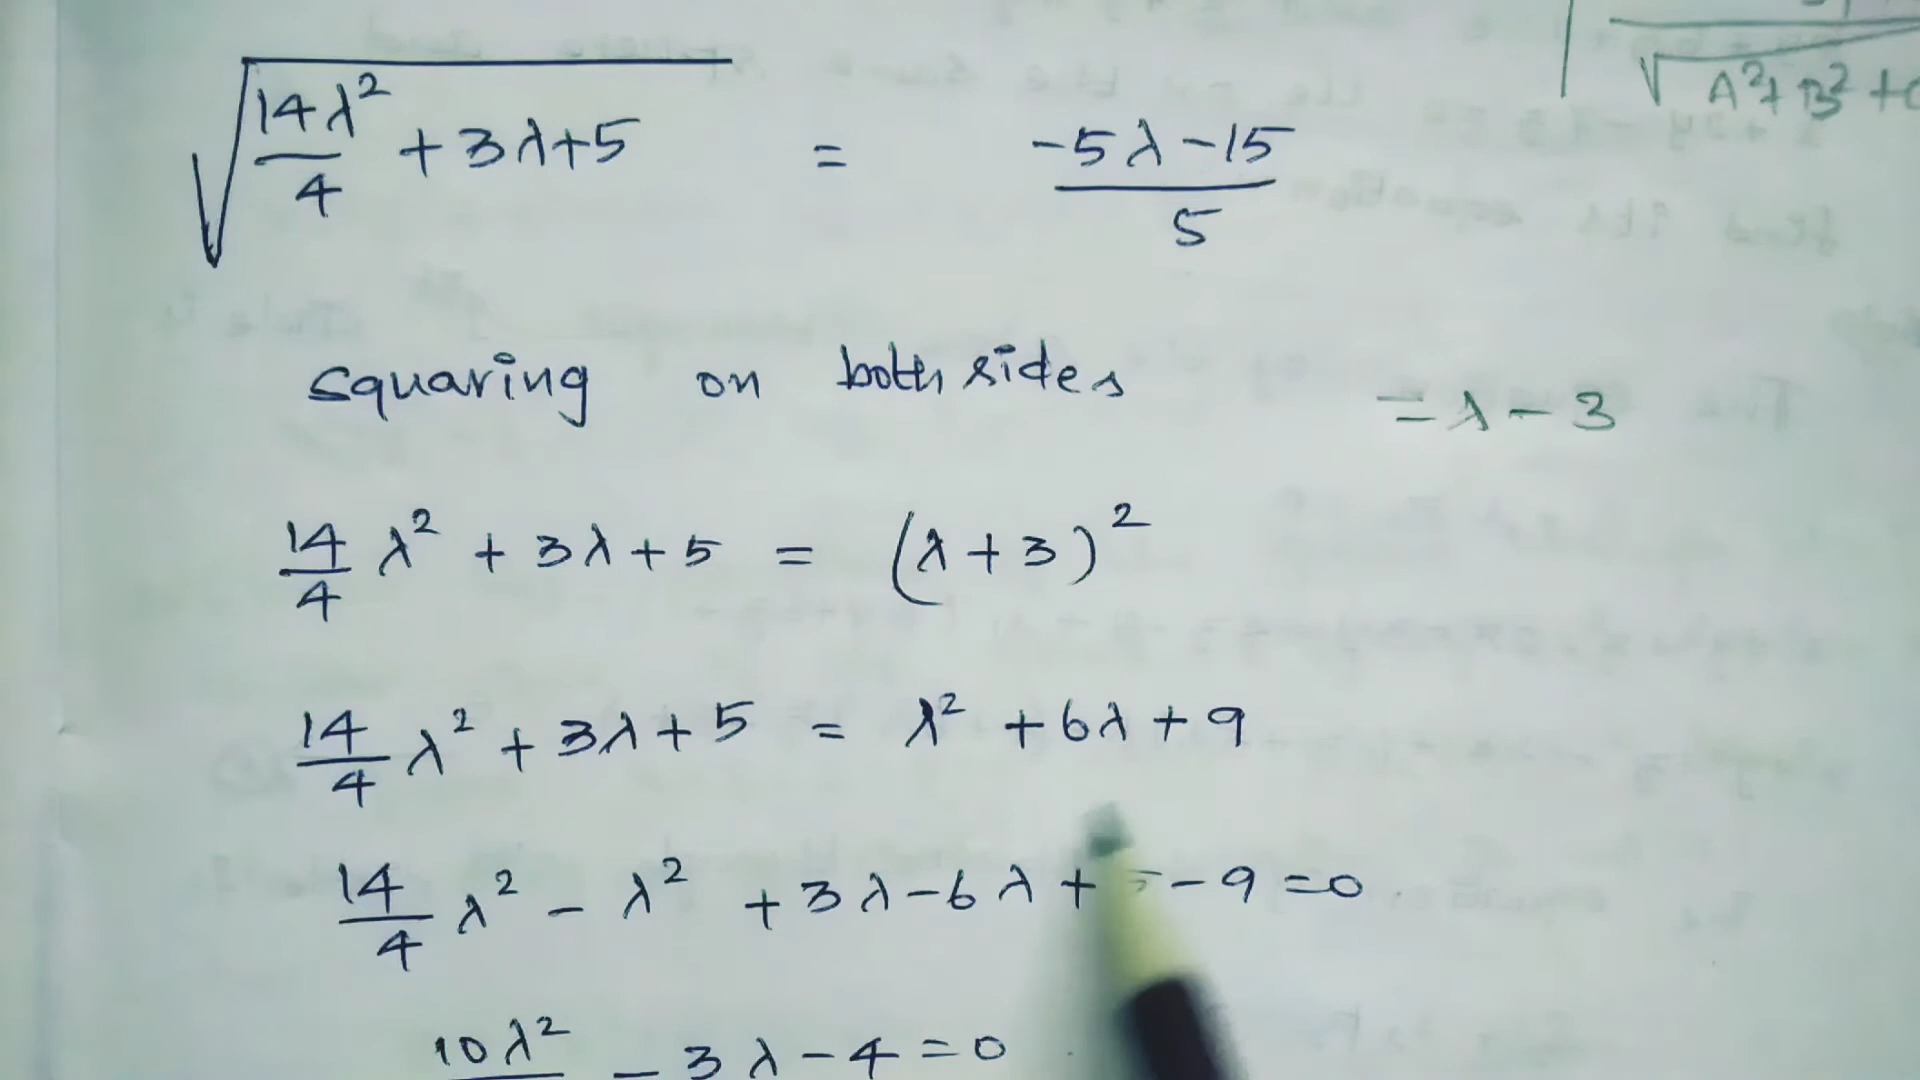 √(14λ²/4 + 3λ+5) = (-5λ-15)/5
√ A²+B²+
squaring on both sides
= λ - 3
14/4 λ² + 3λ+5 = (λ+3)²
14/4 λ² + 3λ+5 = λ² +6λ+9
14/4 λ² - λ² +3λ-6λ+5-9=0
10λ² - 3λ-4=0